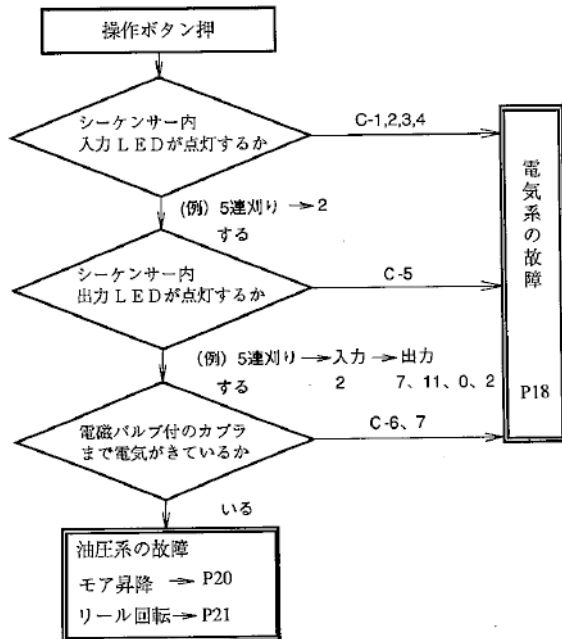 操作ボタン押
シーケンサー内
入力LEDが点灯するか
C-1,2,3,4
(例) 5連刈り → 2
する
シーケンサー内
出力LEDが点灯するか
C-5
(例) 5連刈り → 入力 → 出力
する 2 7、11、0、2
電磁バルブ付のカプラ
まで電気がきているか
C-6、7
電気系の故障
P18
いる
油圧系の故障
モア昇降 → P20
リール回転 → P21